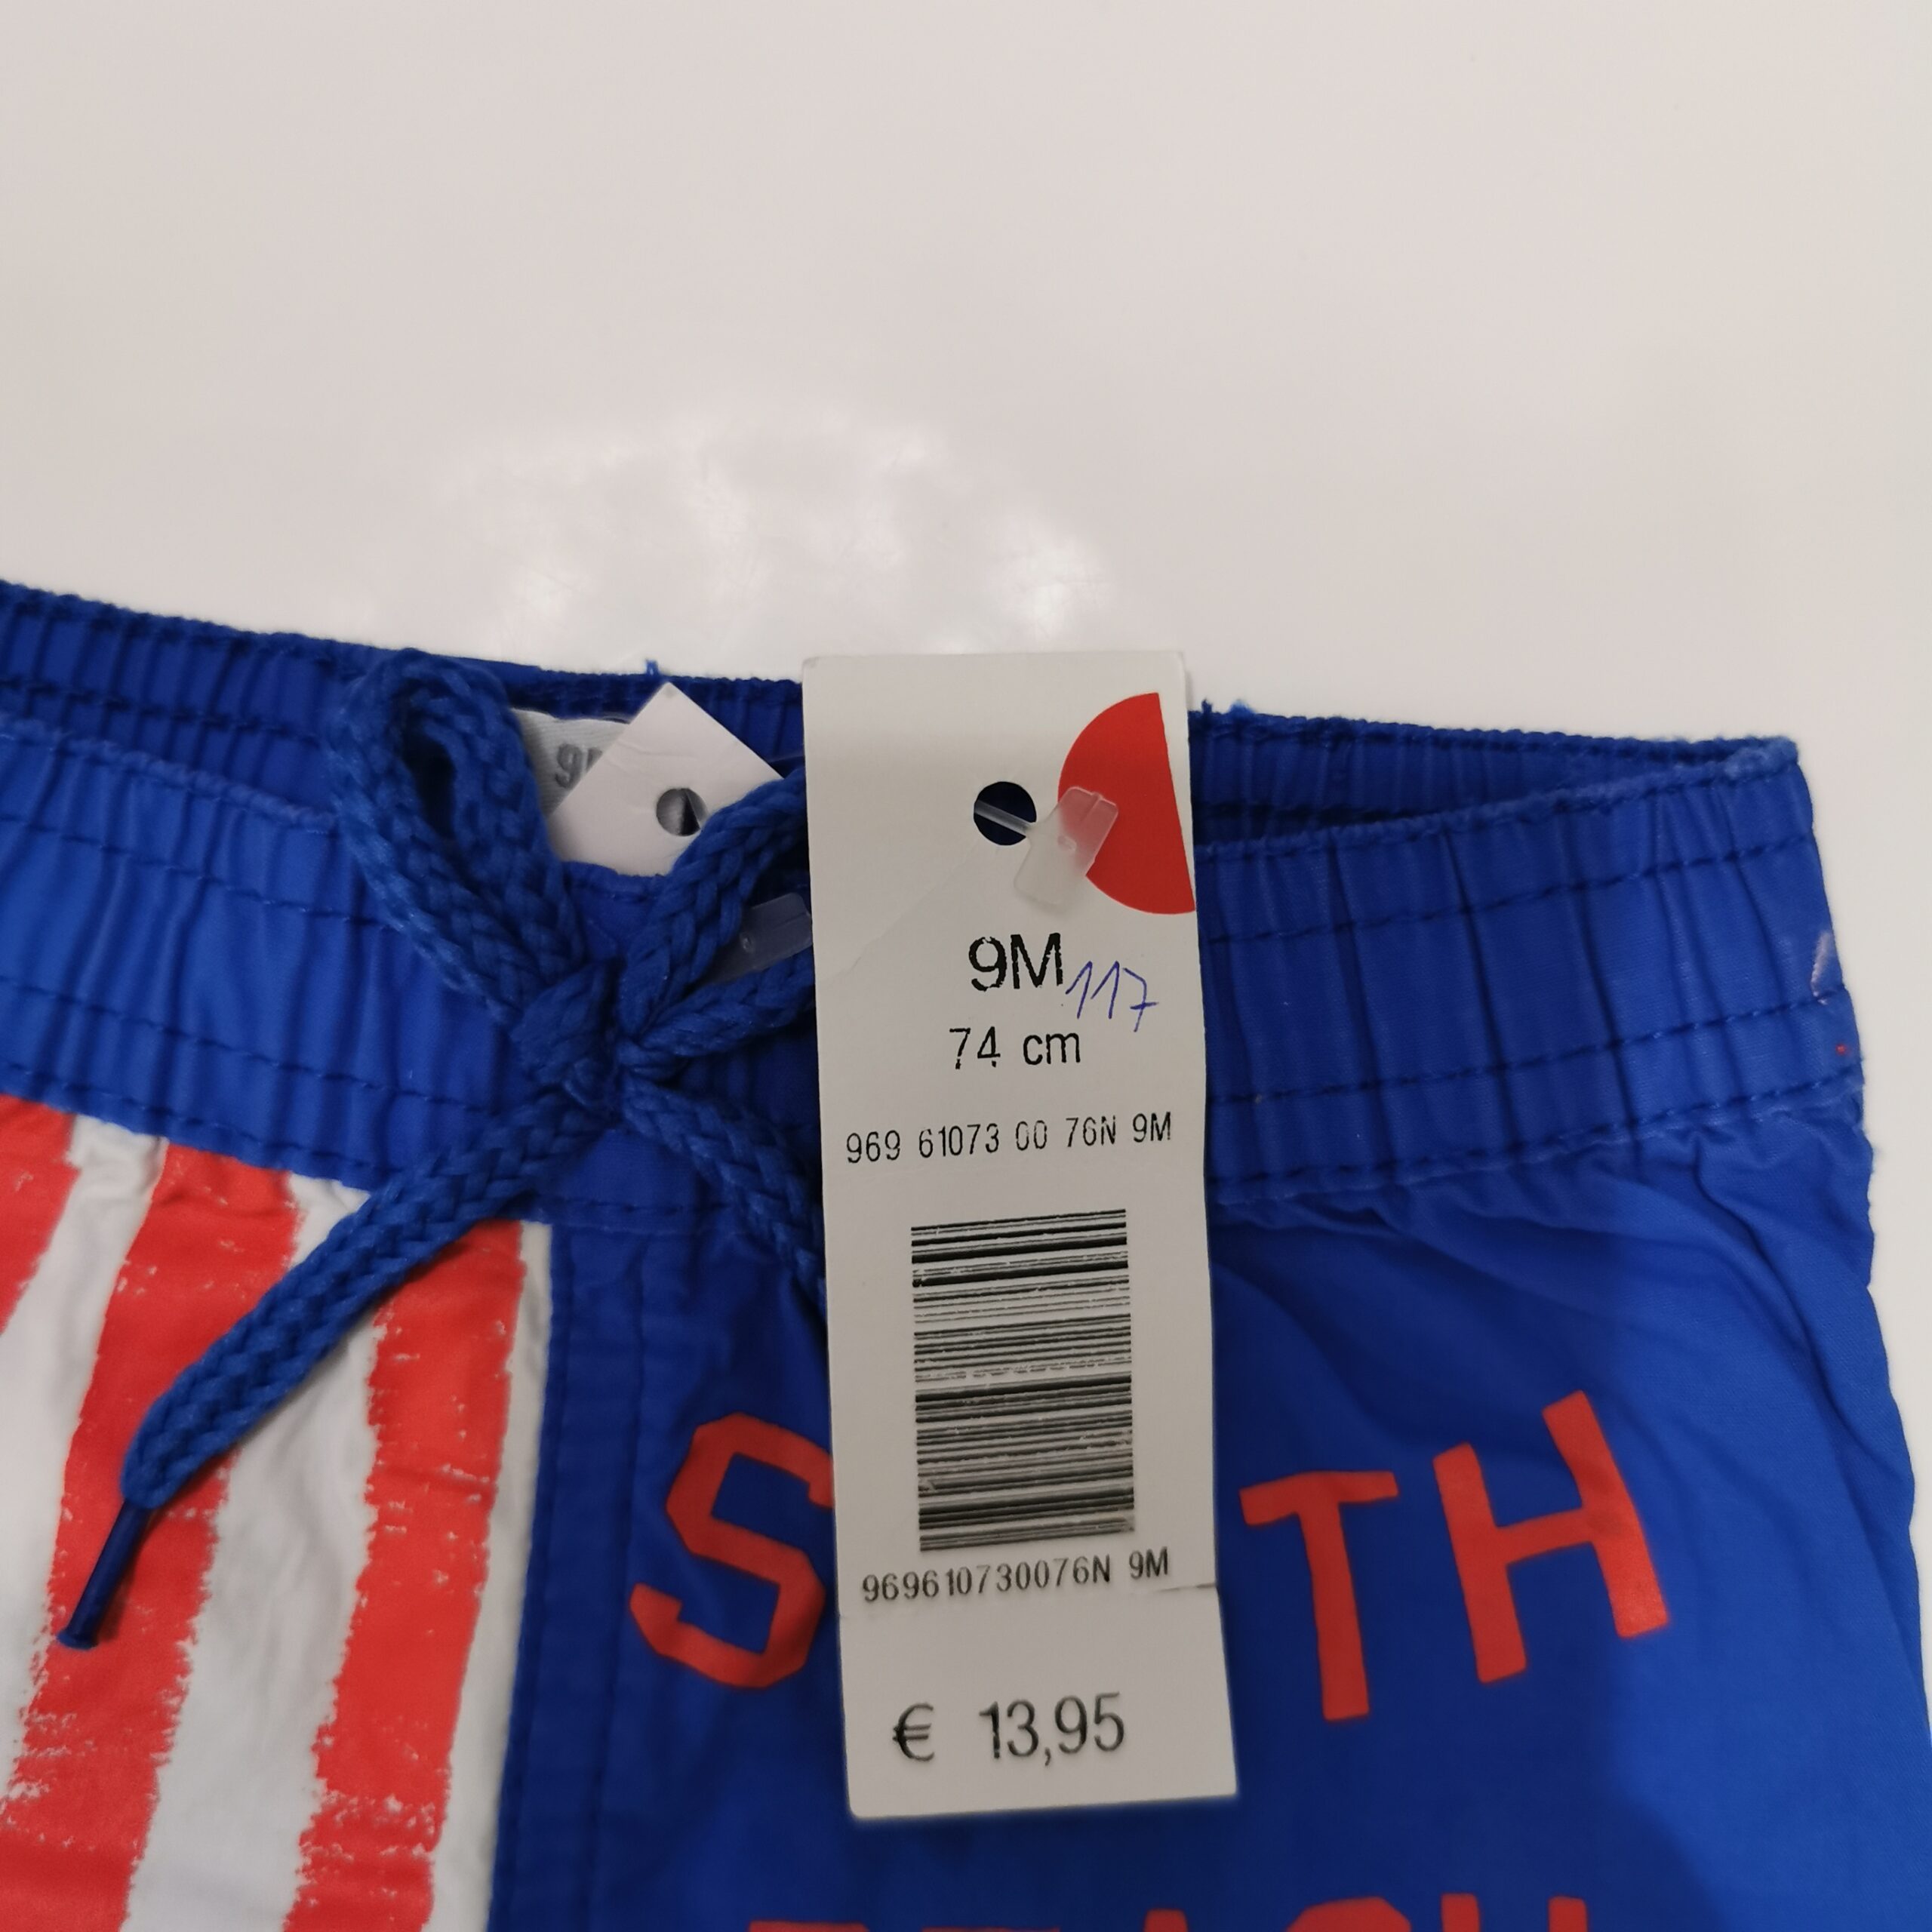 9M
117
74 cm
969 61073 00 76N 9M
969610730076N 9M
€ 13,95
S TH